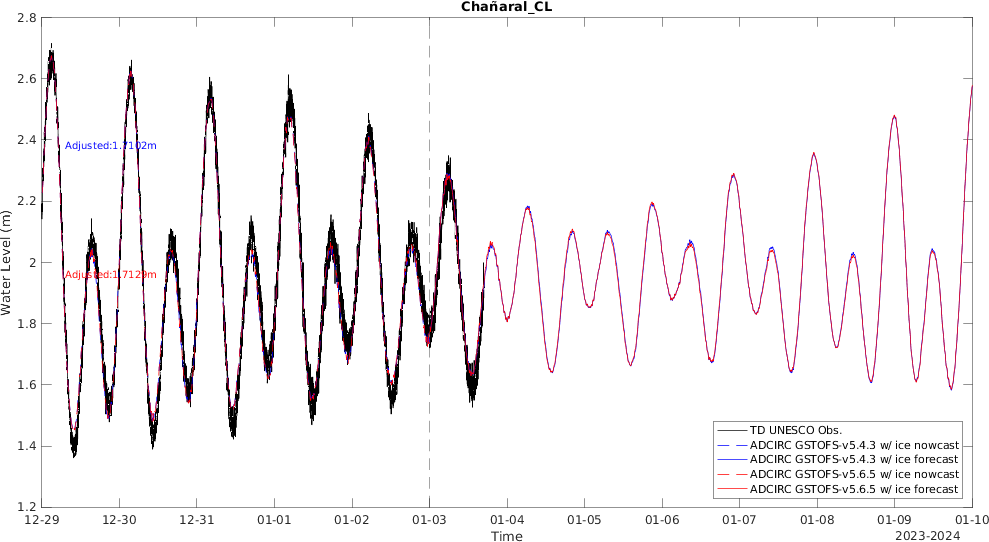 Chañaral_CL
2.8
2.6
2.4
2.2
2
1.8
1.6
1.4
1.2
Water Level (m)
Adjusted:1.7102m
Adjusted:1.7129m
TD UNESCO Obs.
ADCIRC GSTOFS-v5.4.3 w/ ice nowcast
ADCIRC GSTOFS-v5.4.3 w/ ice forecast
ADCIRC GSTOFS-v5.6.5 w/ ice nowcast
ADCIRC GSTOFS-v5.6.5 w/ ice forecast
12-29 12-30 12-31 01-01 01-02 01-03 01-04 01-05 01-06 01-07 01-08 01-09 01-10
Time
2023-2024